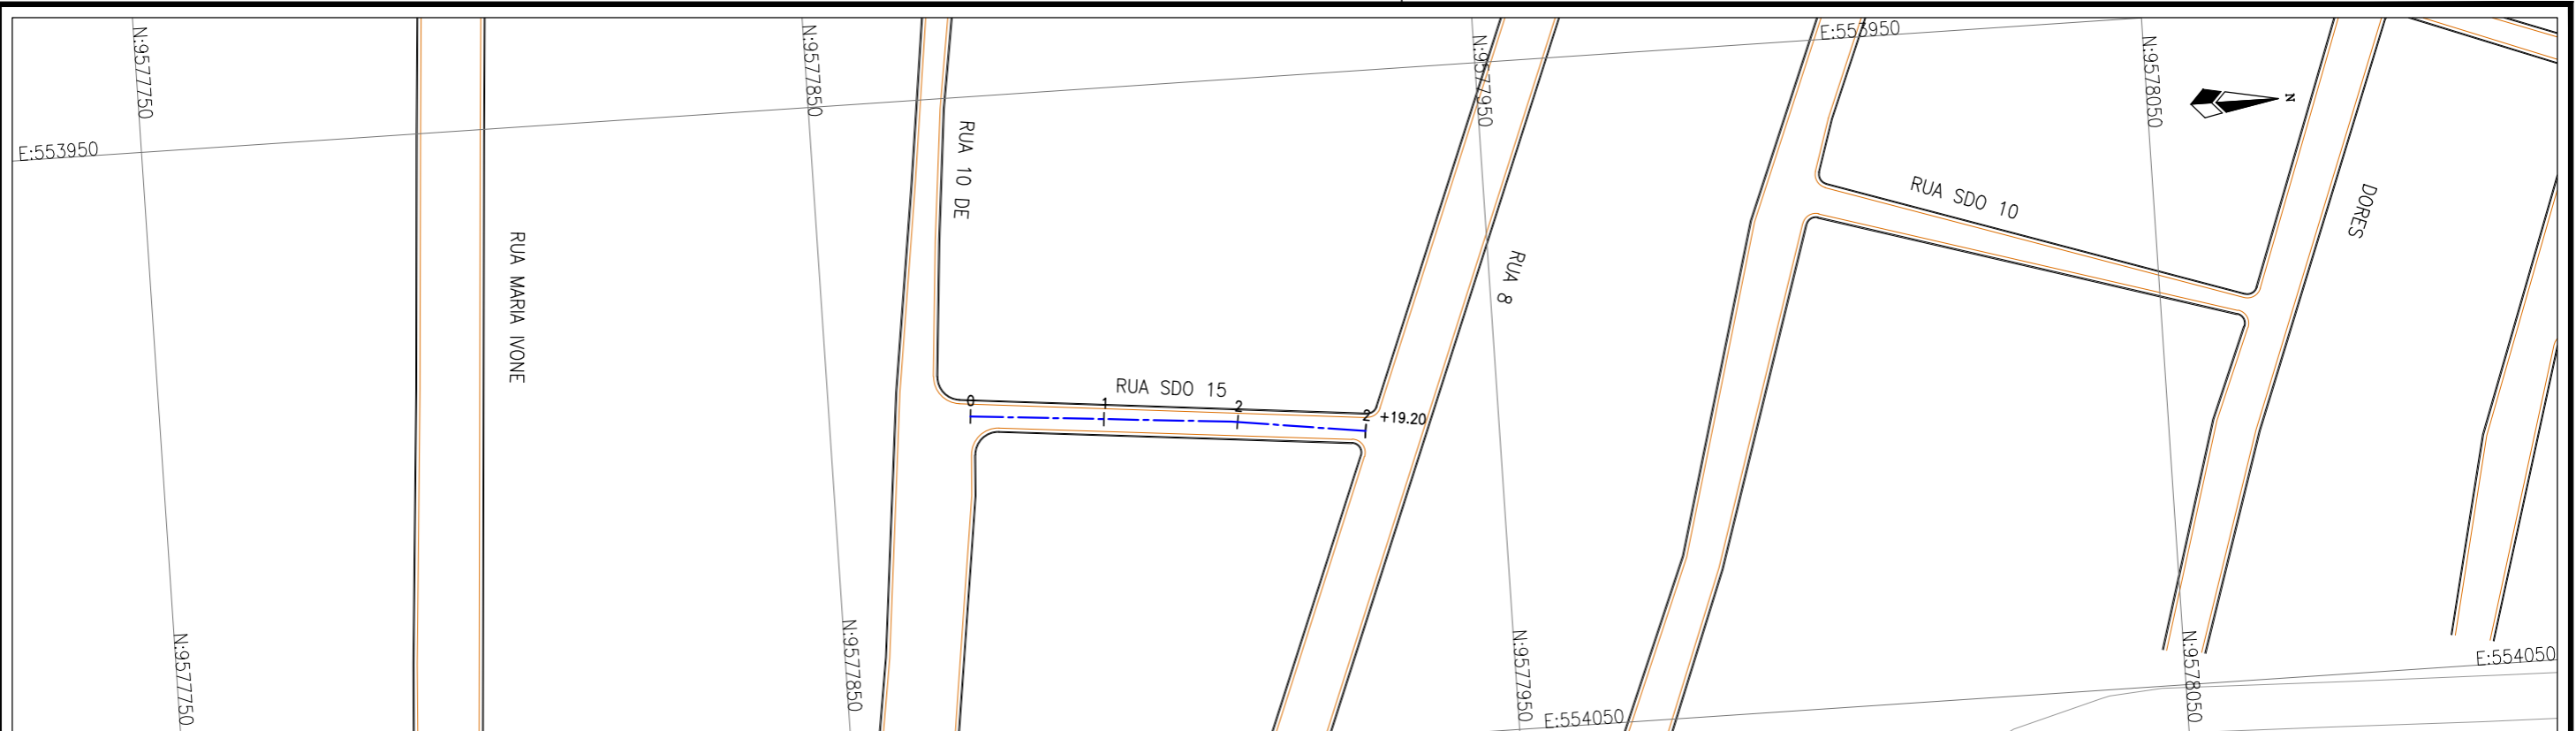 N:9577750
N:9577850
E:553950
N:9577950
N:9578050
N
E:553950
RUA 10 DE
RUA SDO 10
DORES
RUA MARIA IVONE
RUA 8
RUA SDO 15
0
1
2
2 +19.20
N:9577750
N:9577850
N:9577950
N:9578050
E:554050
E:554050